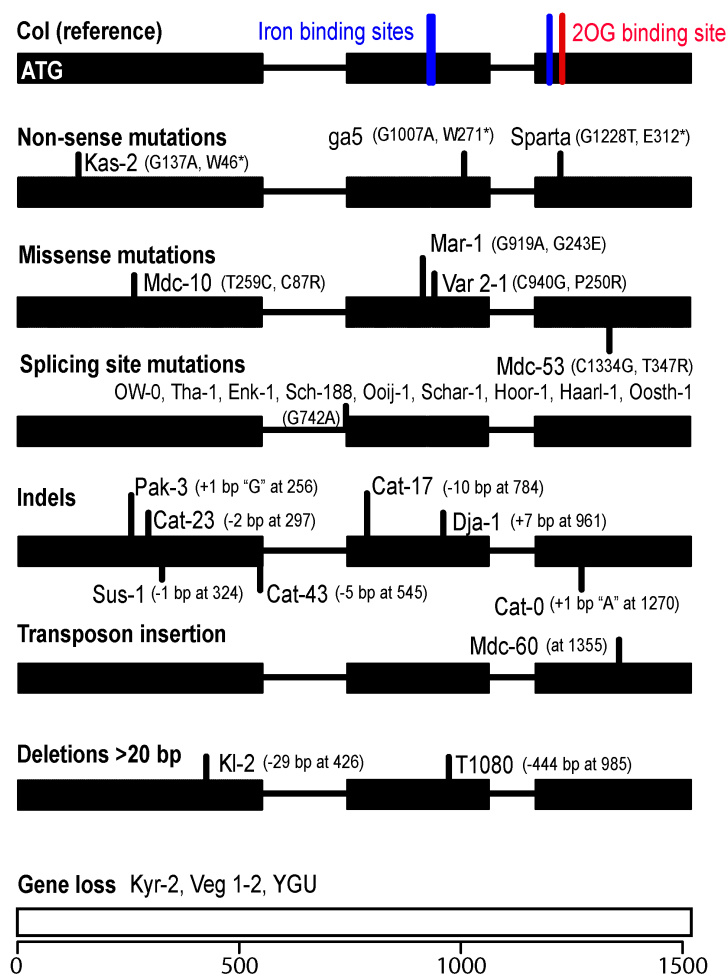 Col (reference)
Iron binding sites
2OG binding site
ATG
Non-sense mutations
ga5 (G1007A, W271*)
Sparta (G1228T, E312*)
Kas-2 (G137A, W46*)
Missense mutations
Mar-1 (G919A, G243E)
Mdc-10 (T259C, C87R)
Var 2-1 (C940G, P250R)
Mdc-53 (C1334G, T347R)
Splicing site mutations
OW-0, Tha-1, Enk-1, Sch-188, Ooij-1, Schar-1, Hoor-1, Haarl-1, Oosth-1
(G742A)
Indels
Pak-3 (+1 bp “G” at 256)
Cat-17 (-10 bp at 784)
Cat-23 (-2 bp at 297)
Dja-1 (+7 bp at 961)
Sus-1 (-1 bp at 324)
Cat-43 (-5 bp at 545)
Cat-0 (+1 bp “A” at 1270)
Transposon insertion
Mdc-60 (at 1355)
Deletions >20 bp
Kl-2 (-29 bp at 426)
T1080 (-444 bp at 985)
Gene loss Kyr-2, Veg 1-2, YGU
0 500 1000 1500